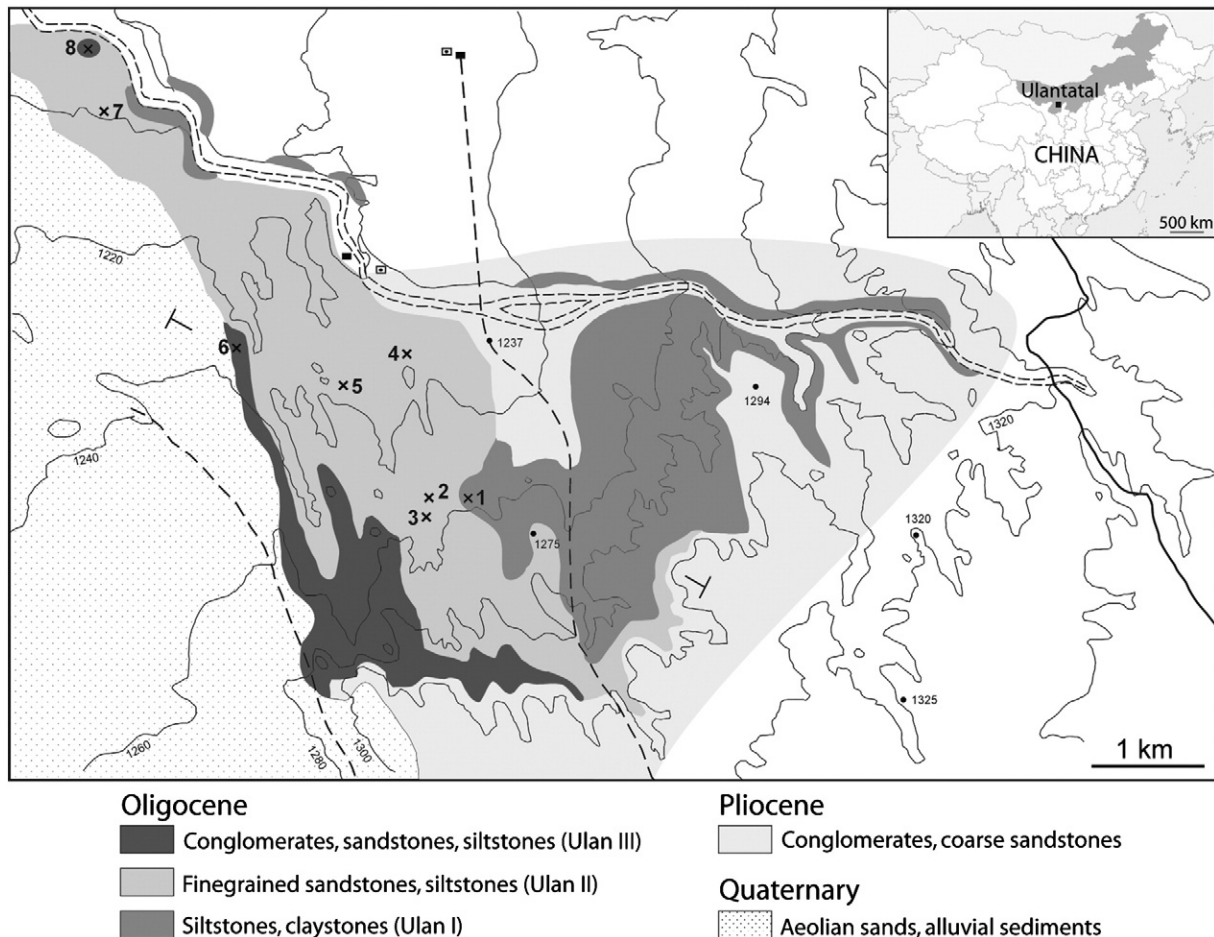 8
7
Ulantatal
CHINA
500 km
1220
6
4
5
1237
1294
1320
1240
2
1
3
1275
1320
1325
1260
1280
1300
1 km
Oligocene
Conglomerates, sandstones, siltstones (Ulan III)
Finegrained sandstones, siltstones (Ulan II)
Siltstones, claystones (Ulan I)
Pliocene
Conglomerates, coarse sandstones
Quaternary
Aeolian sands, alluvial sediments